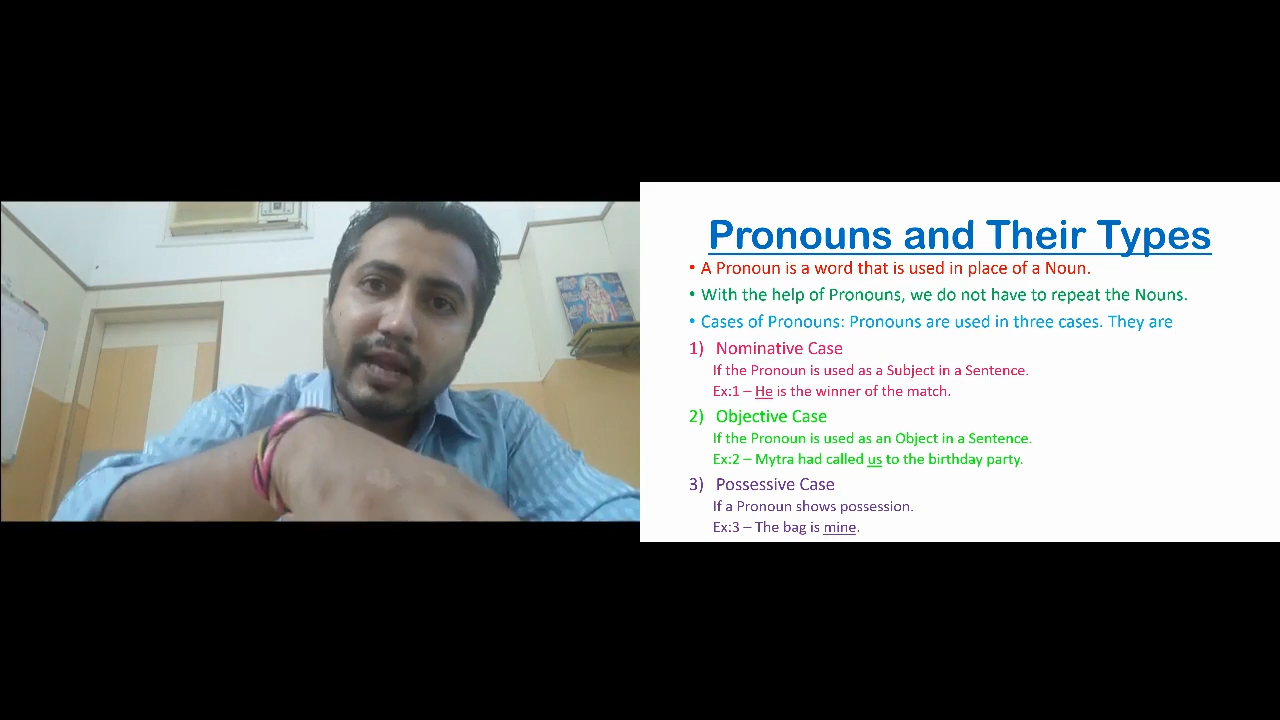 Pronouns and Their Types
• A Pronoun is a word that is used in place of a Noun.
• With the help of Pronouns, we do not have to repeat the Nouns.
• Cases of Pronouns: Pronouns are used in three cases. They are
1) Nominative Case
If the Pronoun is used as a Subject in a Sentence.
Ex:1 – He is the winner of the match.
2) Objective Case
If the Pronoun is used as an Object in a Sentence.
Ex:2 – Mytra had called us to the birthday party.
3) Possessive Case
If a Pronoun shows possession.
Ex:3 – The bag is mine.